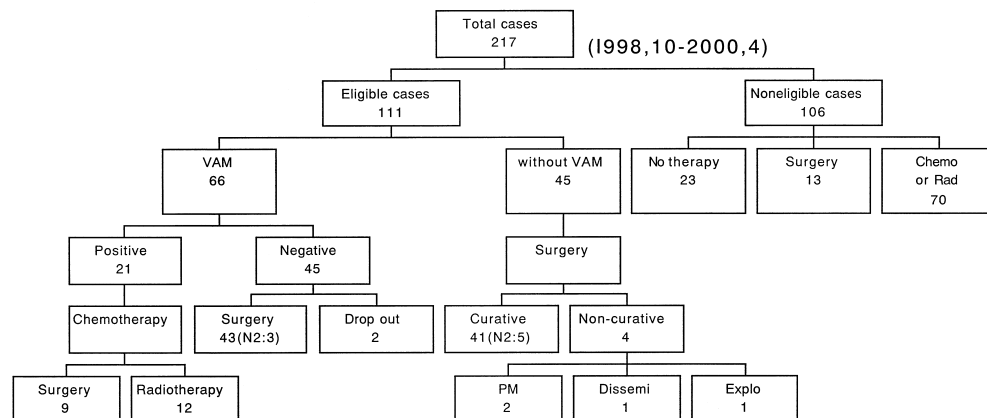 Total cases
217
(I998,10-2000,4)
Eligible cases
111
Noneligible cases
106
VAM
66
without VAM
45
No therapy
23
Surgery
13
Chemo
or Rad
70
Positive
21
Negative
45
Surgery
Chemotherapy
Surgery
43(N2:3)
Drop out
2
Curative
41(N2:5)
Non-curative
4
Surgery
9
Radiotherapy
12
PM
2
Dissemi
1
Explo
1